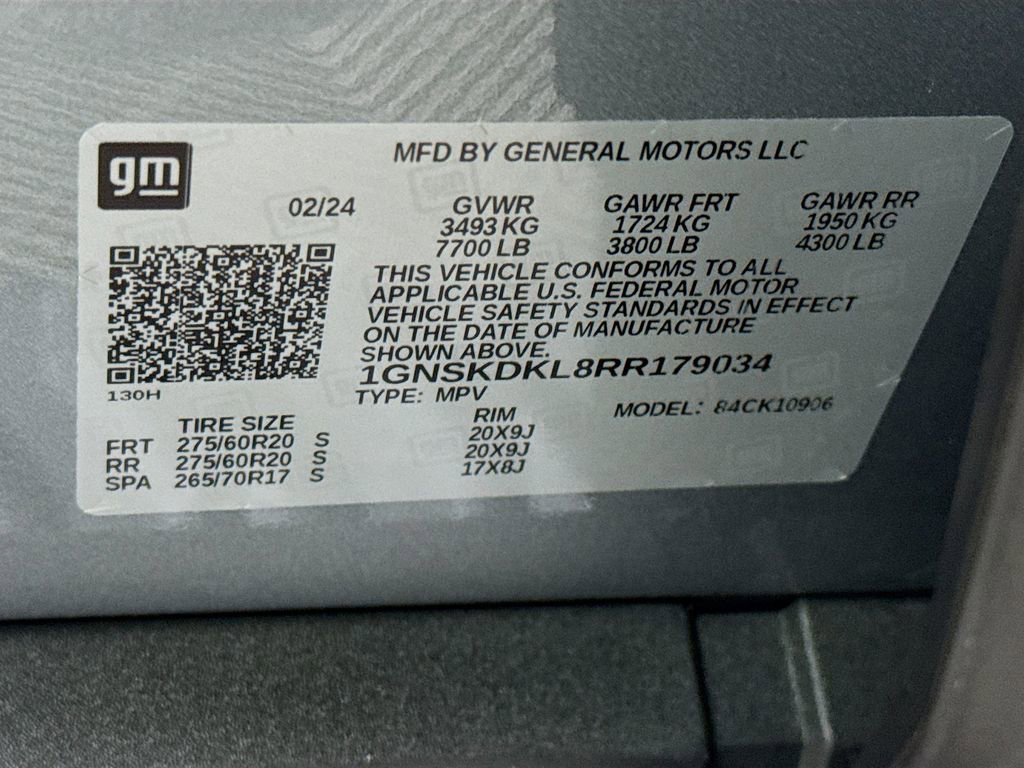 gm
MFD BY GENERAL MOTORS LLC
02/24 GVWR GAWR FRT GAWR RR
3493 KG 1724 KG 1950 KG
7700 LB 3800 LB 4300 LB
THIS VEHICLE CONFORMS TO ALL
APPLICABLE U.S. FEDERAL MOTOR
VEHICLE SAFETY STANDARDS IN EFFECT
ON THE DATE OF MANUFACTURE
SHOWN ABOVE.
1GNSKDKL8RR179034
130H
TYPE: MPV MODEL: 84CK10906
TIRE SIZE RIM
FRT 275/60R20 S 20X9J
RR 275/60R20 S 20X9J
SPA 265/70R17 S 17X8J